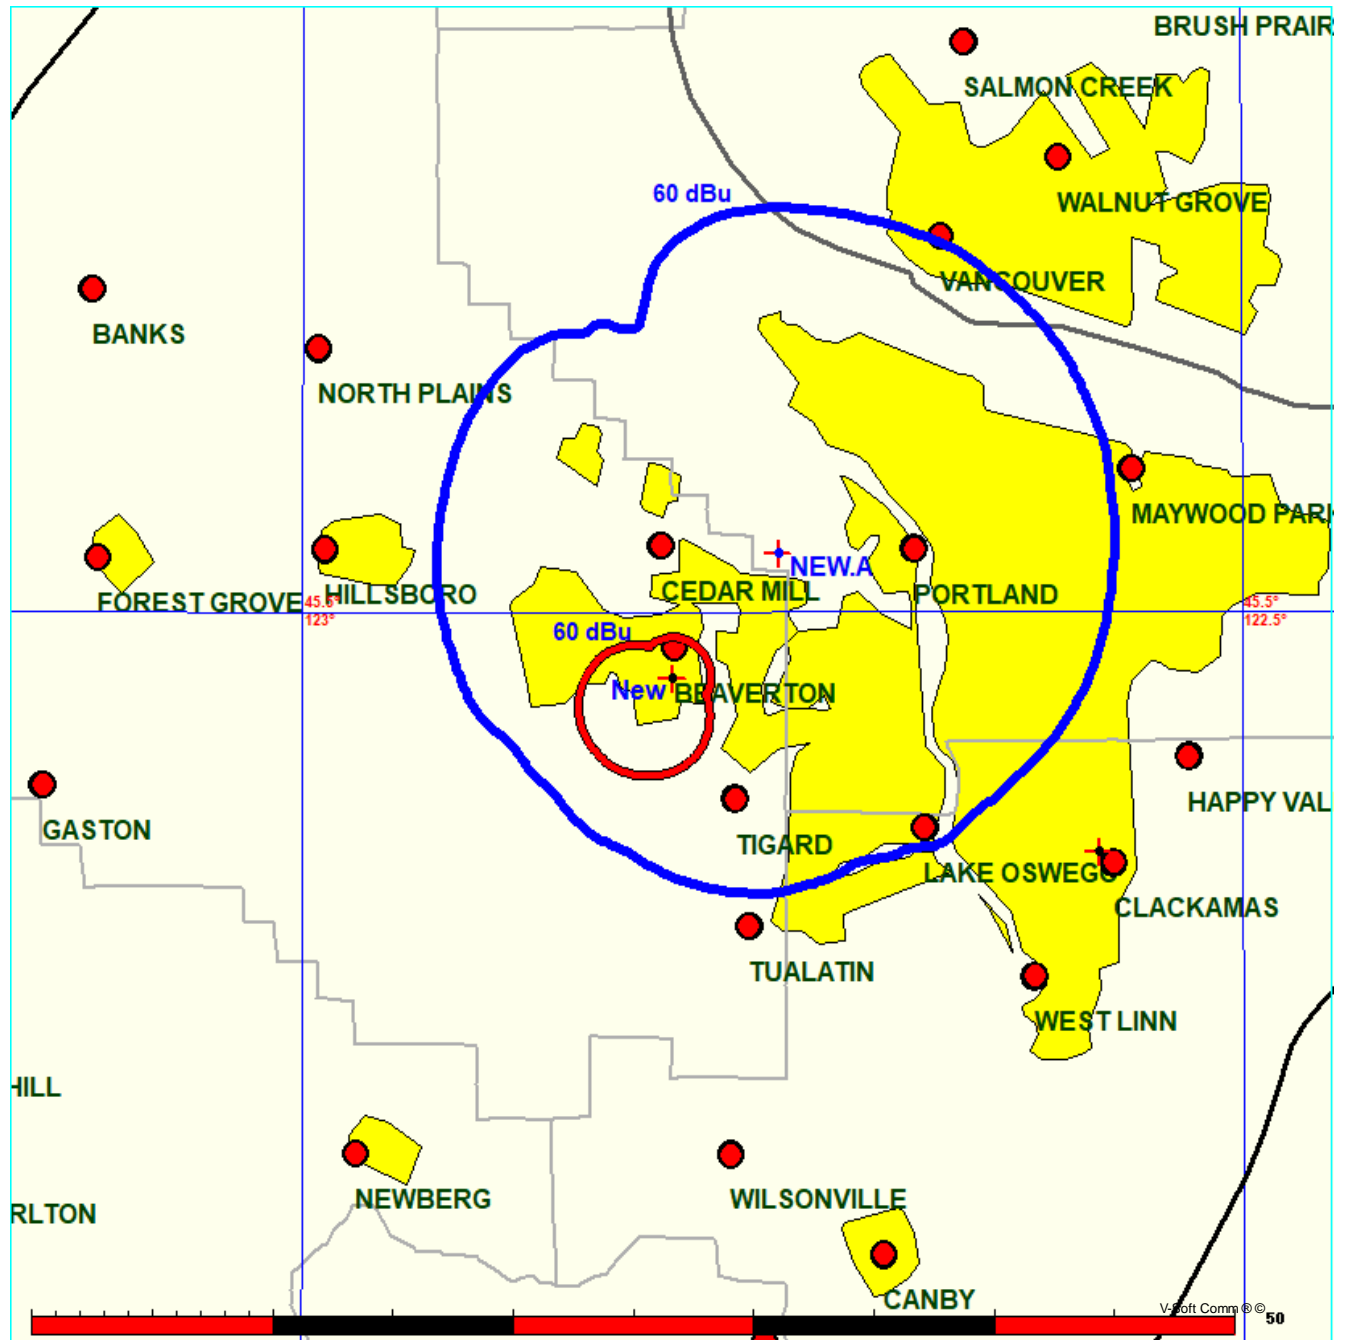 BRUSH PRAIR
SALMON CREEK
60 dBu
WALNUT GROVE
VANCOUVER
BANKS
NORTH PLAINS
MAYWOOD PARK
NEW.A
CEDAR MILL
PORTLAND
HILLSBORO
FOREST GROVE
45.5°
123°
45.5°
122.5°
60 dBu
New
BEAVERTON
HAPPY VAL
GASTON
TIGARD
LAKE OSWEGO
CLACKAMAS
TUALATIN
WEST LINN
HILL
NEWBERG
WILSONVILLE
RLTON
CANBY
V-Soft Comm ® ©
50